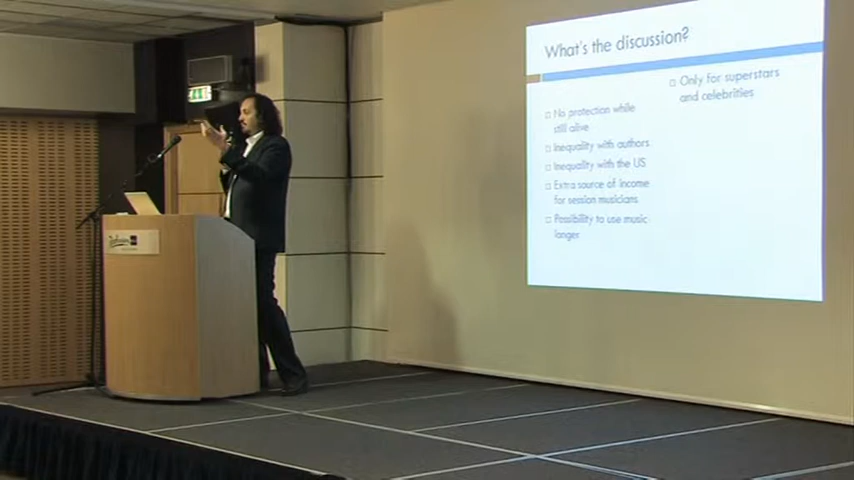 What's the discussion?
No protection while
still alive
Inequality with authors
Inequality with the US
Extra source of income
for session musicians
Possibility to use music
longer
Only for superstars
and celebrities